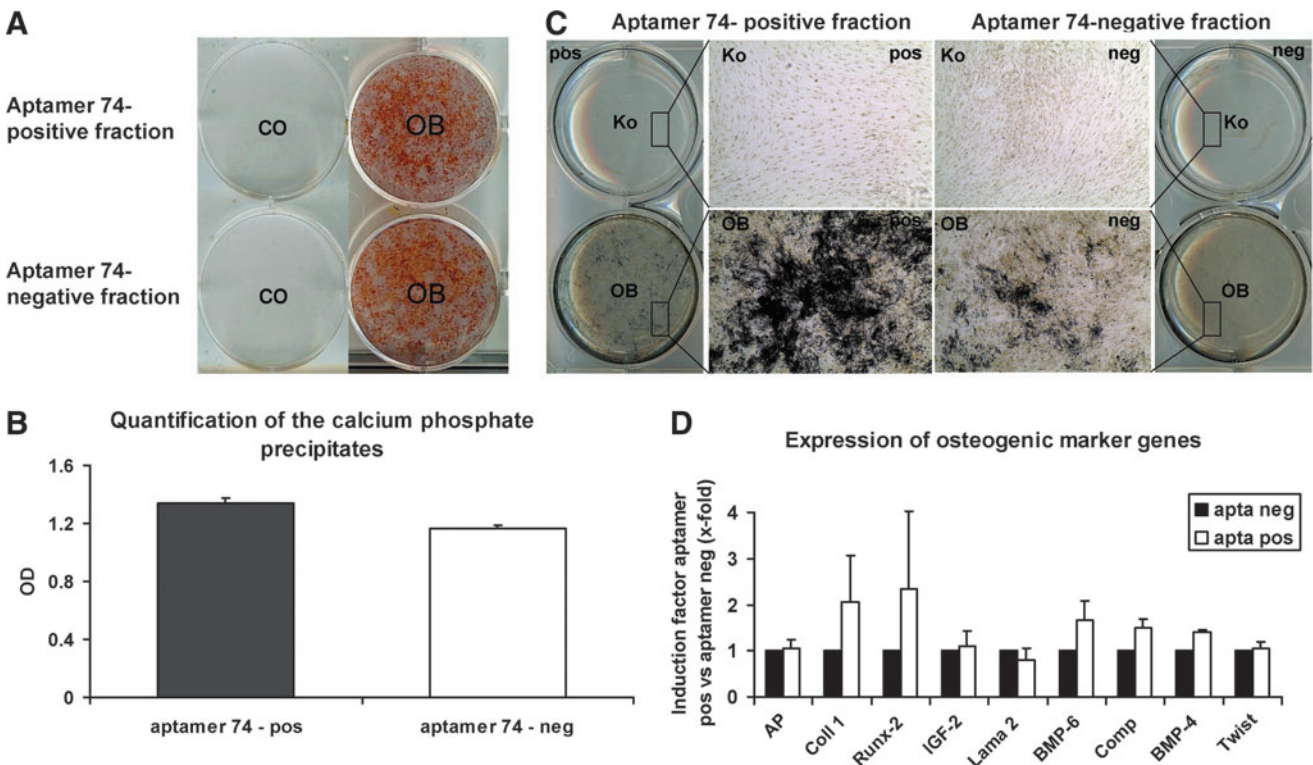 A
Aptamer 74-
positive fraction
CO
OB
Aptamer 74-
negative fraction
CO
OB
B
Quantification of the calcium phosphate
precipitates
OD
1.6
1.2
0.8
0.4
0
aptamer 74 - pos
aptamer 74 - neg
C
Aptamer 74- positive fraction
Aptamer 74-negative fraction
pos
Ko
Ko
pos
Ko
neg
neg
Ko
OB
OB
pos
OB
neg
OB
D
Expression of osteogenic marker genes
Induction factor aptamer
pos vs aptamer neg (x-fold)
4
3
2
1
0
apta neg
apta pos
AP
Coll 1
Runx-2
IGF-2
Lama 2
BMP-6
Comp
BMP-4
Twist